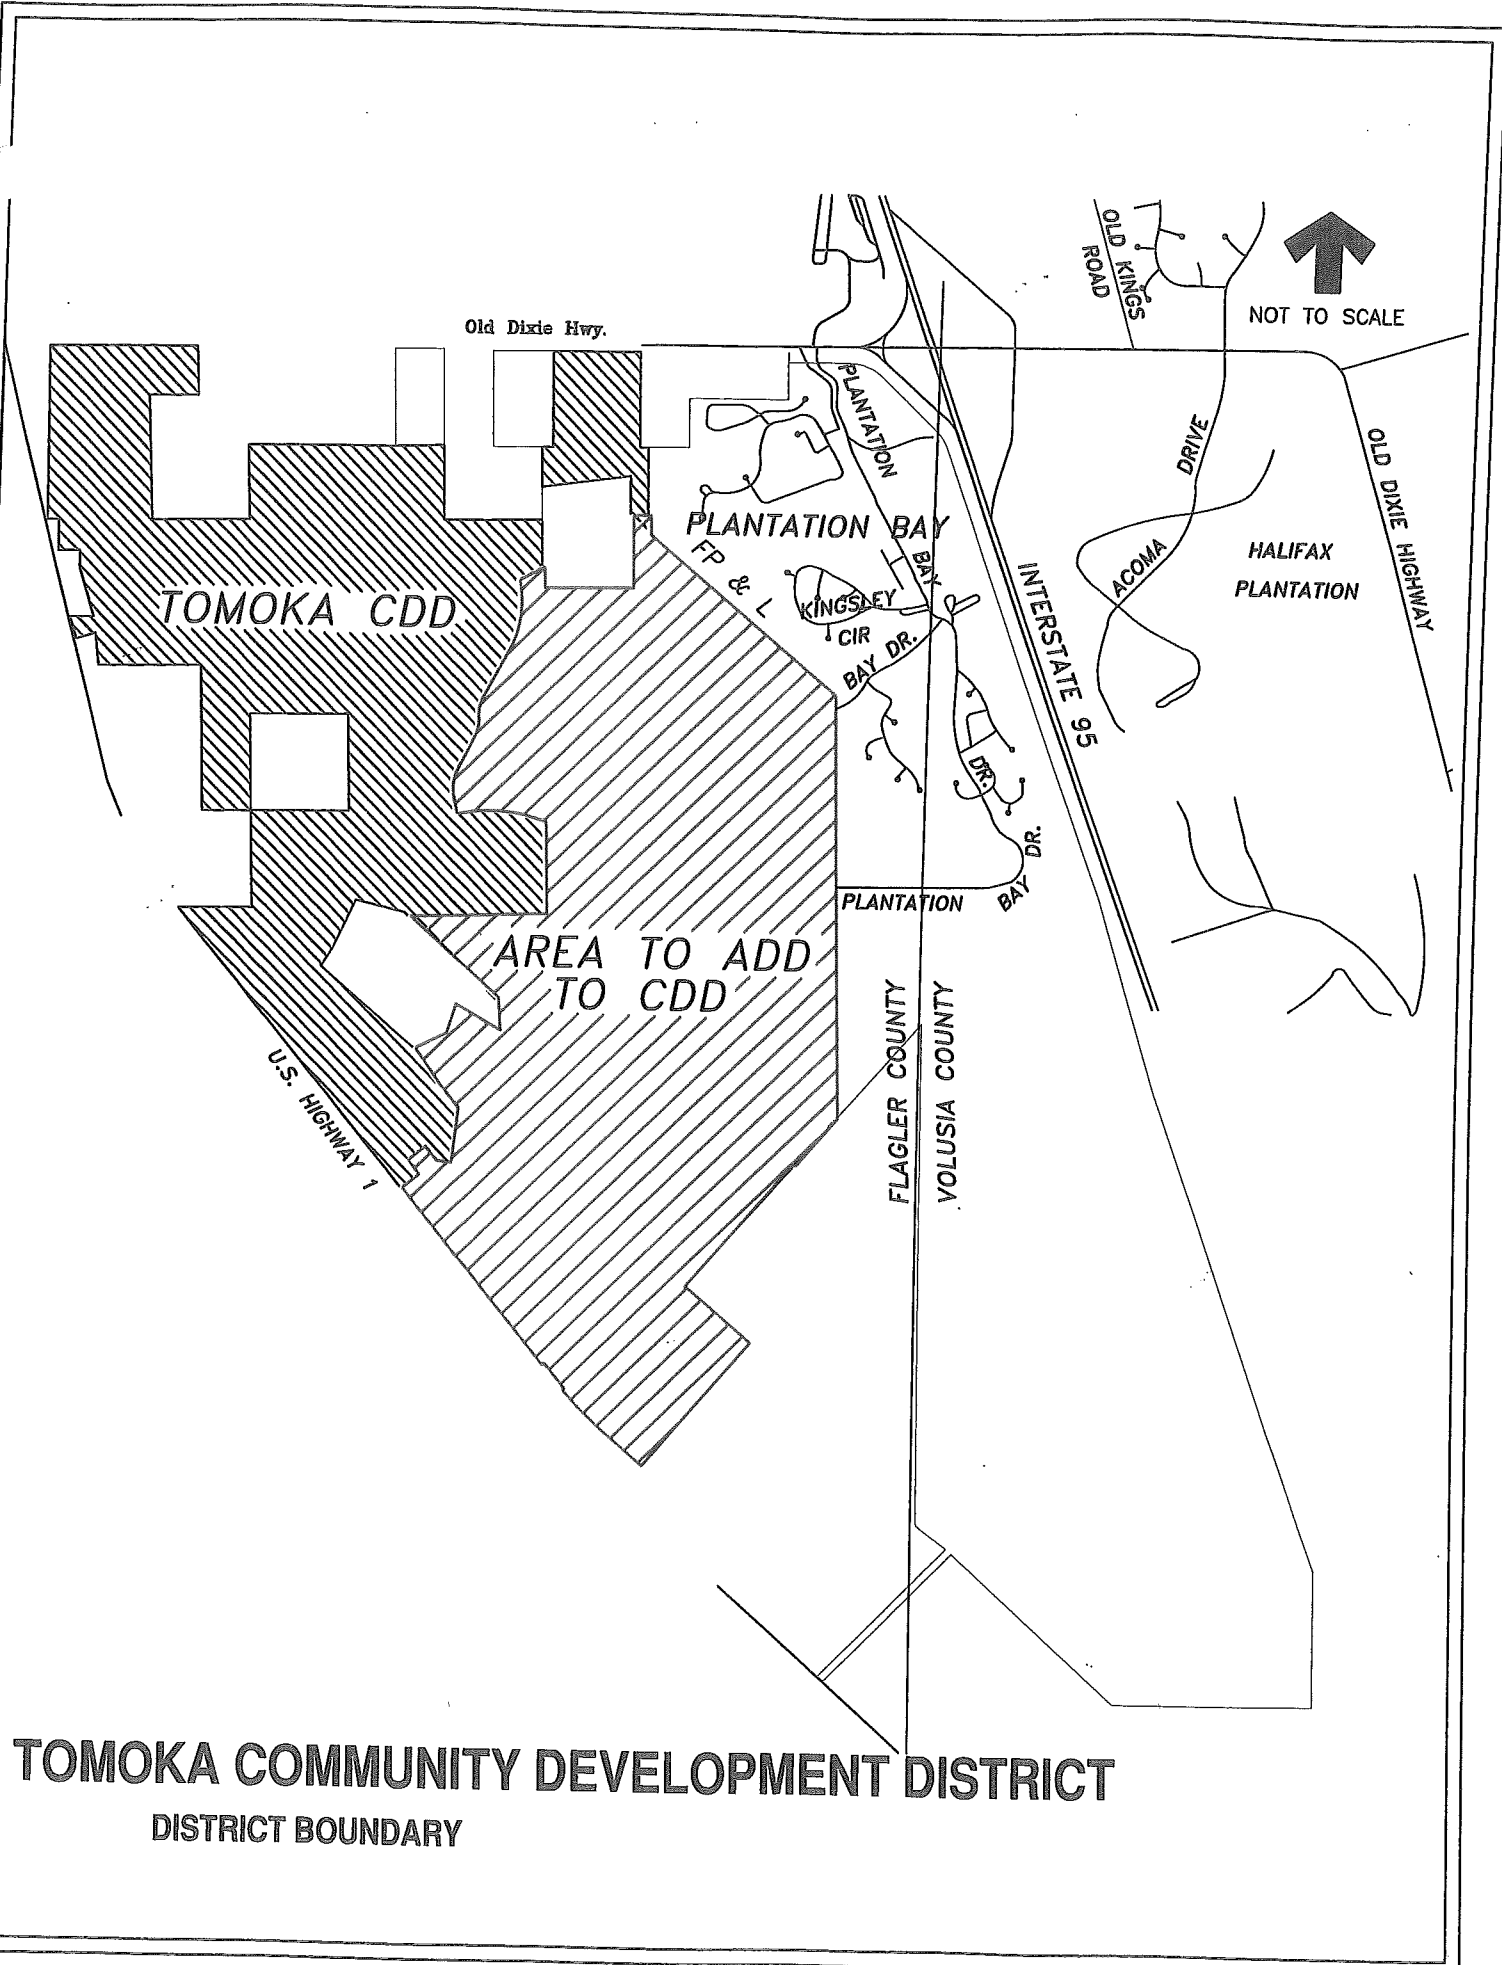 OLD KINGS
ROAD
NOT TO SCALE
Old Dixie Hwy.
PLANTATION
BAY
DR.
DRIVE
ACOMA
OLD DIXIE HIGHWAY
PLANTATION BAY
HALIFAX
PLANTATION
FP & L
INTERSTATE 95
TOMOKA CDD
KINGSLEY
CIR
BAY DR.
BAY DR.
PLANTATION
AREA TO ADD
TO CDD
FLAGLER COUNTY
VOLUSIA COUNTY
U.S. HIGHWAY 1
TOMOKA COMMUNITY DEVELOPMENT DISTRICT
DISTRICT BOUNDARY